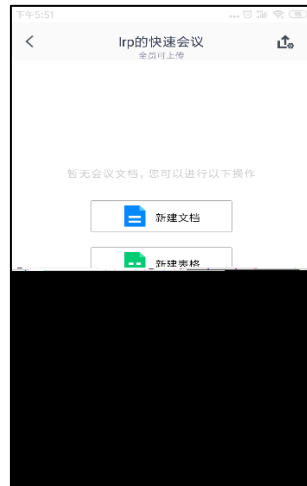 下午5:51
lrp的快速会议
全员可上传
暂无会议文档，您可以进行以下操作
新建文档
新建表格